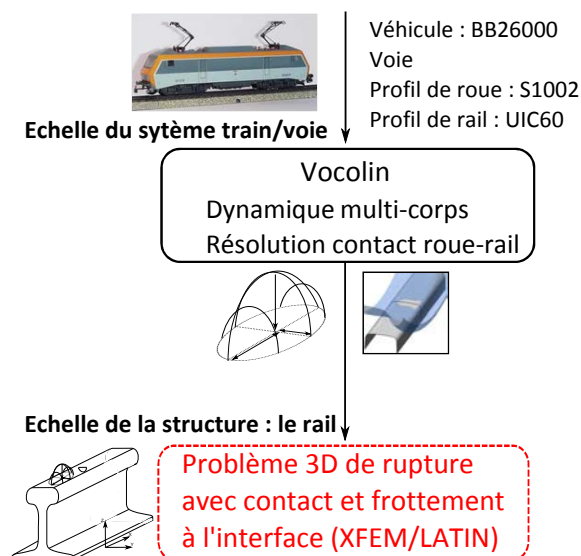 Véhicule : BB26000
Voie
Profil de roue : S1002
Profil de rail : UIC60
Echelle du sytème train/voie
Vocolin
Dynamique multi-corps
Résolution contact roue-rail
Echelle de la structure : le rail
Problème 3D de rupture
avec contact et frottement
à l'interface (XFEM/LATIN)